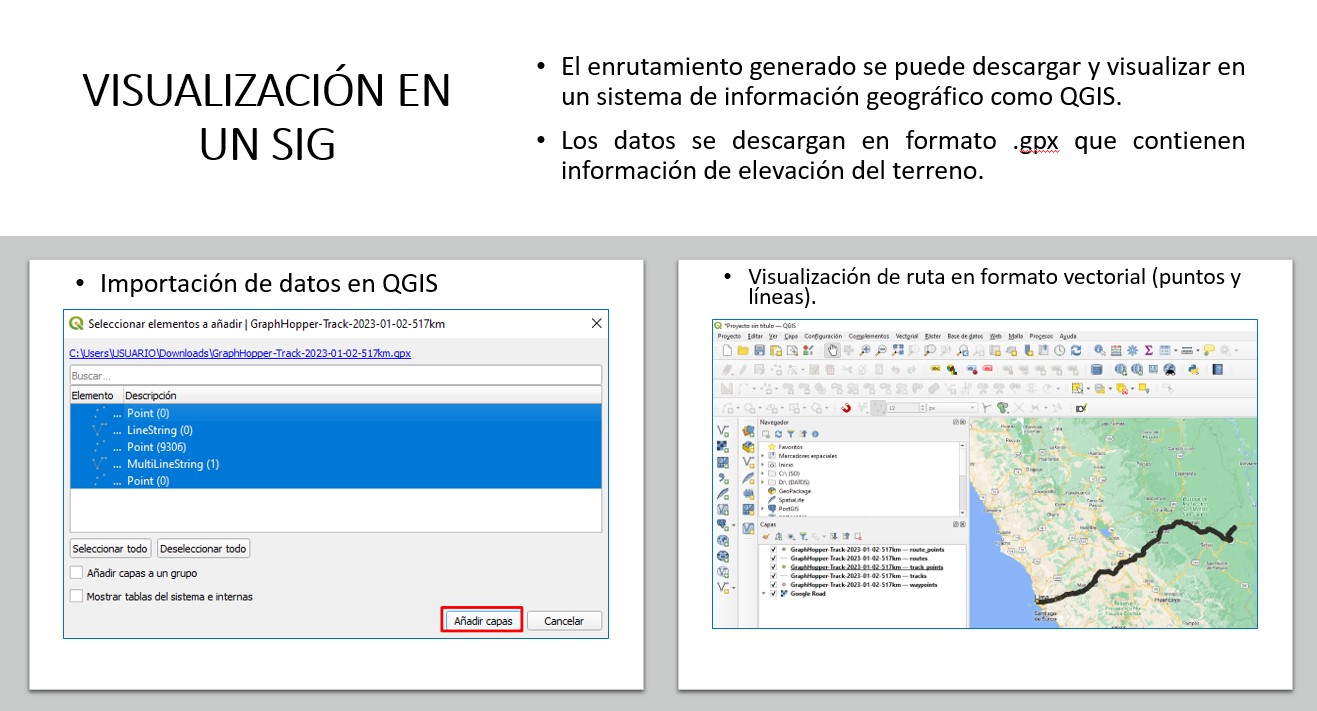 VISUALIZACIÓN EN
UN SIG
• El enrutamiento generado se puede descargar y visualizar en
un sistema de información geográfico como QGIS.
• Los datos se descargan en formato .gpx que contienen
información de elevación del terreno.
• Importación de datos en QGIS
Seleccionar elementos a añadir | GraphHopper-Track-2023-01-02-517km
C:\Users\USUARIO\Downloads\GraphHopper-Track-2023-01-02-517km.gpx
Buscar...
Elemento Descripción
... Point (0)
... LineString (0)
... Point (9306)
... MultiLineString (1)
... Point (0)
Seleccionar todo Deseleccionar todo
Añadir capas a un grupo
Mostrar tablas del sistema e internas
Añadir capas Cancelar
• Visualización de ruta en formato vectorial (puntos y
líneas).
*Proyecto sin título — QGIS
Proyecto Editar Ver Capa Configuración Complementos Vectorial Ráster Base de datos Web Malla Procesos Ayuda
12 px
Navegador
Favoritos
Marcadores espaciales
Inicio
C:\ (SO)
D:\ (DATOS)
GeoPackage
SpatiaLite
PostGIS
Capas
GraphHopper-Track-2023-01-02-517km — route_points
GraphHopper-Track-2023-01-02-517km — routes
GraphHopper-Track-2023-01-02-517km — track_points
GraphHopper-Track-2023-01-02-517km — tracks
GraphHopper-Track-2023-01-02-517km — waypoints
Google Road
Lima
Santiago
de Surco
Huancayo